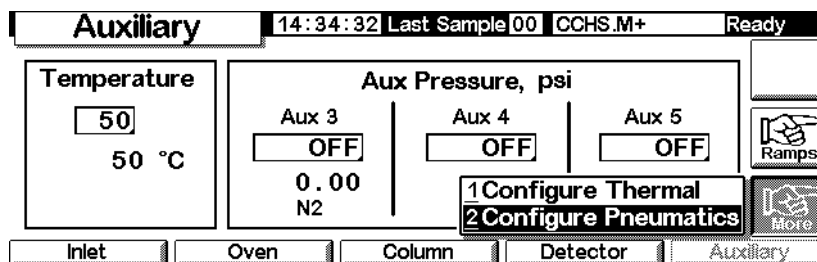 Auxiliary 14:34:32 Last Sample 00 CCHS.M+ Ready
Temperature
50
50 °C
Aux Pressure, psi
Aux 3 Aux 4 Aux 5
OFF OFF OFF
0.00
N2
1 Configure Thermal
2 Configure Pneumatics
Ramps
More
Inlet Oven Column Detector Auxiliary